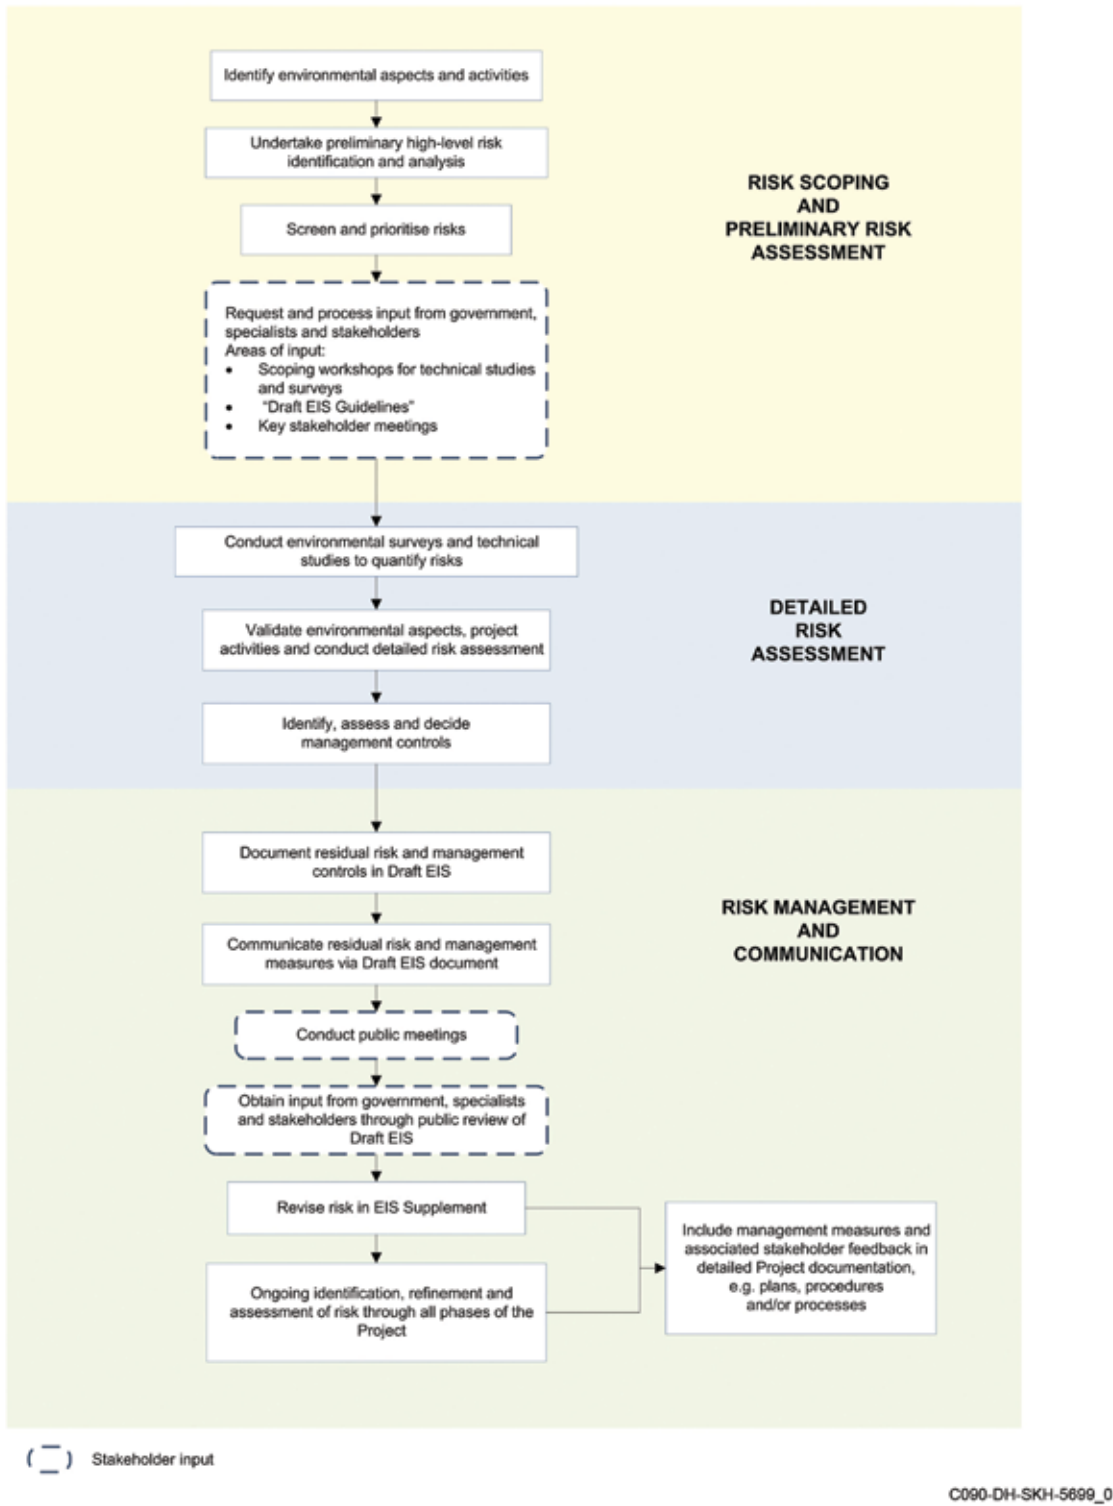 Identify environmental aspects and activities
Undertake preliminary high-level risk
identification and analysis
Screen and prioritise risks
RISK SCOPING
AND
PRELIMINARY RISK
ASSESSMENT
Request and process input from government,
specialists and stakeholders
Areas of input:
• Scoping workshops for technical studies
and surveys
• "Draft EIS Guidelines"
• Key stakeholder meetings
Conduct environmental surveys and technical
studies to quantify risks
Validate environmental aspects, project
activities and conduct detailed risk assessment
Identify, assess and decide
management controls
DETAILED
RISK
ASSESSMENT
Document residual risk and management
controls in Draft EIS
Communicate residual risk and management
measures via Draft EIS document
RISK MANAGEMENT
AND
COMMUNICATION
Conduct public meetings
Obtain input from government, specialists
and stakeholders through public review of
Draft EIS
Revise risk in EIS Supplement
Ongoing identification, refinement and
assessment of risk through all phases of the
Project
Include management measures and
associated stakeholder feedback in
detailed Project documentation,
e.g. plans, procedures
and/or processes
Stakeholder input
C090-DH-SKH-5699_0